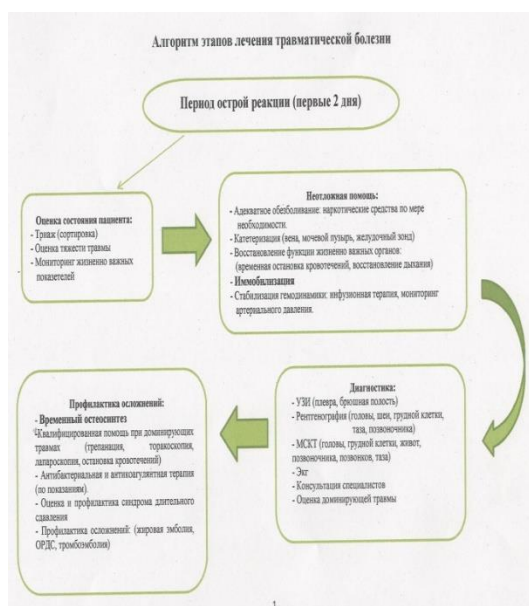 Алгоритм этапов лечения травматической болезни
Период острой реакции (первые 2 дня)
Оценка состояния пациента:
- Триаж (сортировка)
- Оценка тяжести травмы
- Мониторинг жизненно важных
показетелей
Неотложная помощь:
- Адекватное обезболивание: наркотические средства по мере
необходимости.
- Катетеризация (вена, мочевой пузырь, желудочный зонд)
- Восстановление функции жизненно важных органов:
(временная остановка кровотечений, восстановление дыхания)
- Иммобилизация
- Стабилизация гемодинамики: инфузионная терапия, мониторинг
артериального давления.
Диагностика:
- УЗИ (плевра, брюшная полость)
- Рентгенография (головы, шеи, грудной клетки,
таза, позвоночника)
- МСКТ (головы, грудной клетки, живот,
позвоночника, позвонков, таза)
- Экг
- Консультация специалистов
- Оценка доминирующей травмы
Профилактика осложнений:
- Временный остеосинтез
-Квалифицированная помощь при доминирующих
травмах (трепанация, торакоскопия,
лапароскопия, остановка кровотечений)
- Антибактериальная и антикоагулянтная терапия
(по показаниям).
- Оценка и профилактика синдрома длительного
сдавления
- Профилактика осложнений: (жировая эмболия,
ОРДС, тромбоэмболия)
1